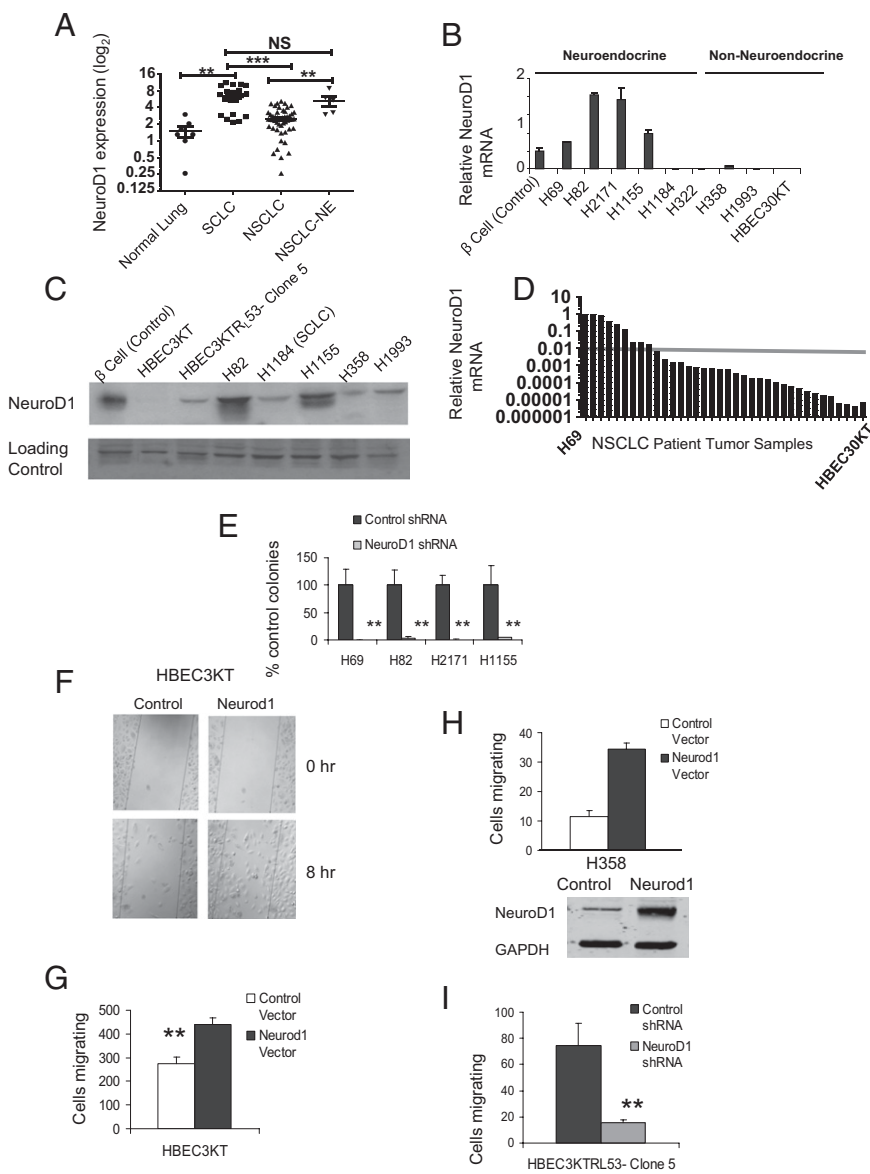 A
NeuroD1 expression (log2)
NS
**
***
**
16
8
4
2
1
0.5
0.25
0.125
Normal Lung
SCLC
NSCLC
NSCLC-NE
B
Neuroendocrine
Non-Neuroendocrine
Relative NeuroD1
mRNA
2
1
0
β Cell (Control)
H69
H82
H2171
H1155
H1184
H322
H358
H1993
HBEC30KT
C
β Cell (Control)
HBEC3KT
HBEC3KTRL53- Clone 5
H82
H1184 (SCLC)
H1155
H358
H1993
NeuroD1
Loading
Control
D
Relative NeuroD1
mRNA
10
1
0.1
0.01
0.001
0.0001
0.00001
0.000001
H69
NSCLC Patient Tumor Samples
HBEC30KT
E
Control shRNA
NeuroD1 shRNA
% control colonies
150
100
50
0
**
**
**
**
H69
H82
H2171
H1155
F
HBEC3KT
Control
Neurod1
0 hr
8 hr
G
Cells migrating
500
400
300
200
100
0
**
Control
Vector
Neurod1
Vector
HBEC3KT
H
Cells migrating
40
30
20
10
0
Control
Vector
Neurod1
Vector
H358
Control
Neurod1
NeuroD1
GAPDH
I
Cells migrating
100
80
60
40
20
0
**
Control
shRNA
NeuroD1
shRNA
HBEC3KTRL53- Clone 5